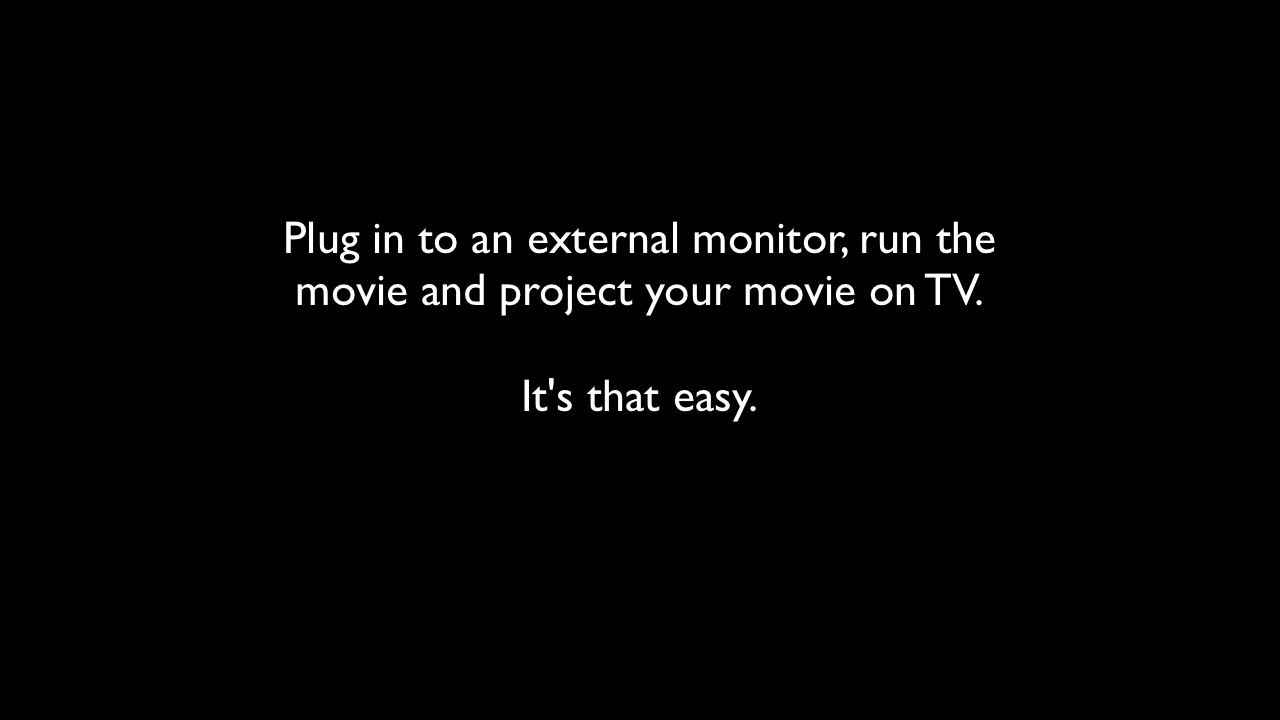 Plug in to an external monitor, run the
movie and project your movie on TV.
It's that easy.